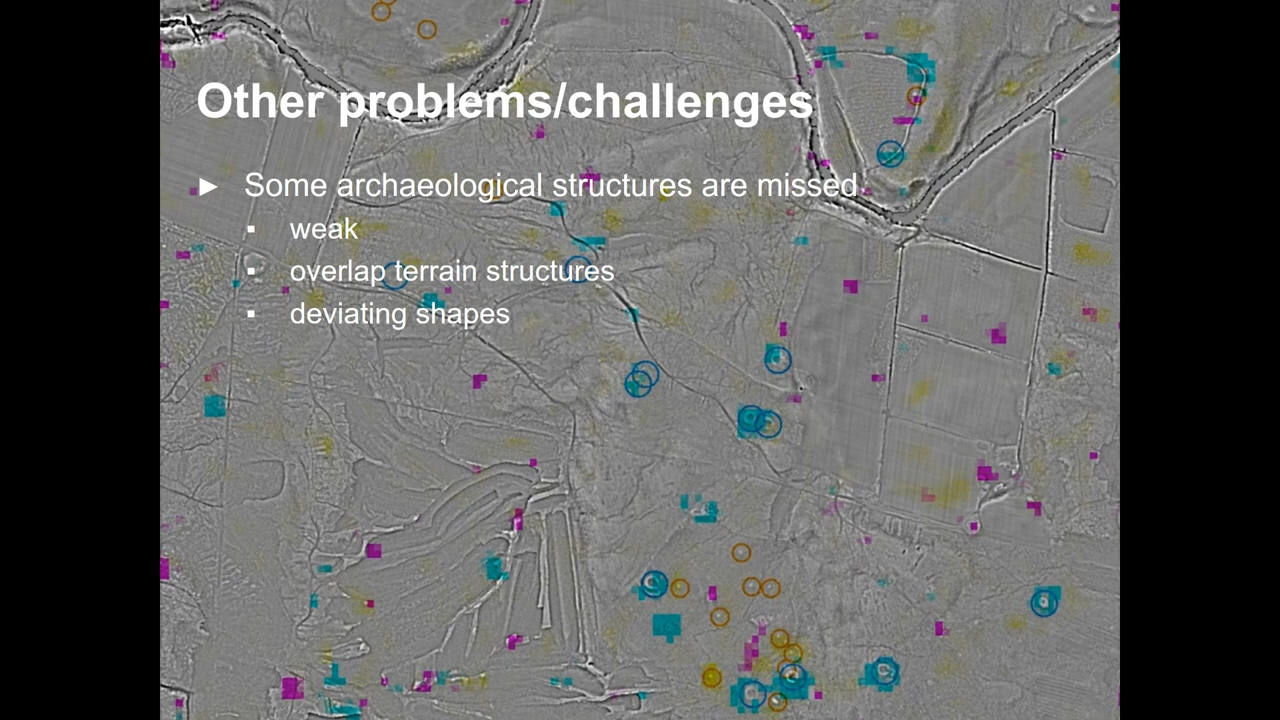 Other problems/challenges
► Some archaeological structures are missed
▪ weak
▪ overlap terrain structures
▪ deviating shapes